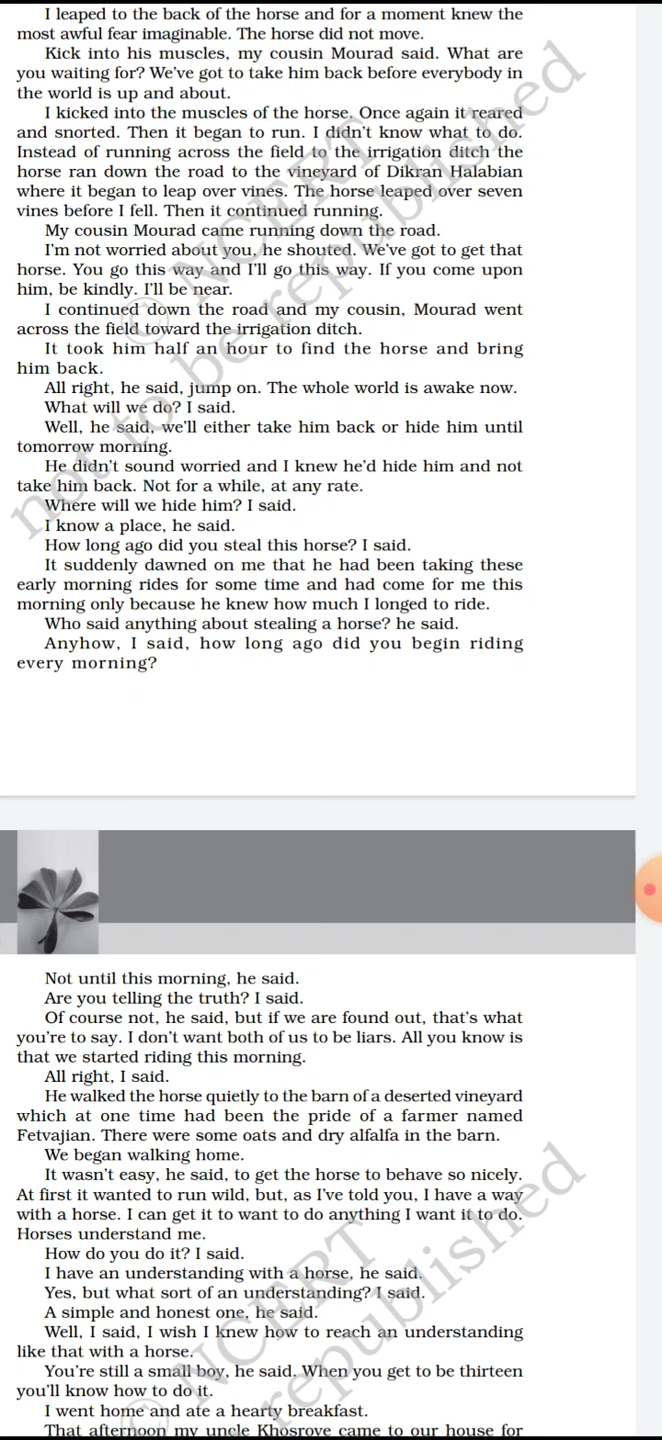 I leaped to the back of the horse and for a moment knew the
most awful fear imaginable. The horse did not move.
Kick into his muscles, my cousin Mourad said. What are
you waiting for? We've got to take him back before everybody in
the world is up and about.
I kicked into the muscles of the horse. Once again it reared
and snorted. Then it began to run. I didn't know what to do.
Instead of running across the field to the irrigation ditch the
horse ran down the road to the vineyard of Dikran Halabian
where it began to leap over vines. The horse leaped over seven
vines before I fell. Then it continued running.
My cousin Mourad came running down the road.
I'm not worried about you, he shouted. We've got to get that
horse. You go this way and I'll go this way. If you come upon
him, be kindly. I'll be near.
I continued down the road and my cousin, Mourad went
across the field toward the irrigation ditch.
It took him half an hour to find the horse and bring
him back.
All right, he said, jump on. The whole world is awake now.
What will we do? I said.
Well, he said, we'll either take him back or hide him until
tomorrow morning.
He didn't sound worried and I knew he'd hide him and not
take him back. Not for a while, at any rate.
Where will we hide him? I said.
I know a place, he said.
How long ago did you steal this horse? I said.
It suddenly dawned on me that he had been taking these
early morning rides for some time and had come for me this
morning only because he knew how much I longed to ride.
Who said anything about stealing a horse? he said.
Anyhow, I said, how long ago did you begin riding
every morning?
© NCERT
not to be republished
Not until this morning, he said.
Are you telling the truth? I said.
Of course not, he said, but if we are found out, that's what
you're to say. I don't want both of us to be liars. All you know is
that we started riding this morning.
All right, I said.
He walked the horse quietly to the barn of a deserted vineyard
which at one time had been the pride of a farmer named
Fetvajian. There were some oats and dry alfalfa in the barn.
We began walking home.
It wasn't easy, he said, to get the horse to behave so nicely.
At first it wanted to run wild, but, as I've told you, I have a way
with a horse. I can get it to want to do anything I want it to do.
Horses understand me.
How do you do it? I said.
I have an understanding with a horse, he said.
Yes, but what sort of an understanding? I said.
A simple and honest one, he said.
Well, I said, I wish I knew how to reach an understanding
like that with a horse.
You're still a small boy, he said. When you get to be thirteen
you'll know how to do it.
I went home and ate a hearty breakfast.
That afternoon my uncle Khosrove came to our house for
© NCERT
republished